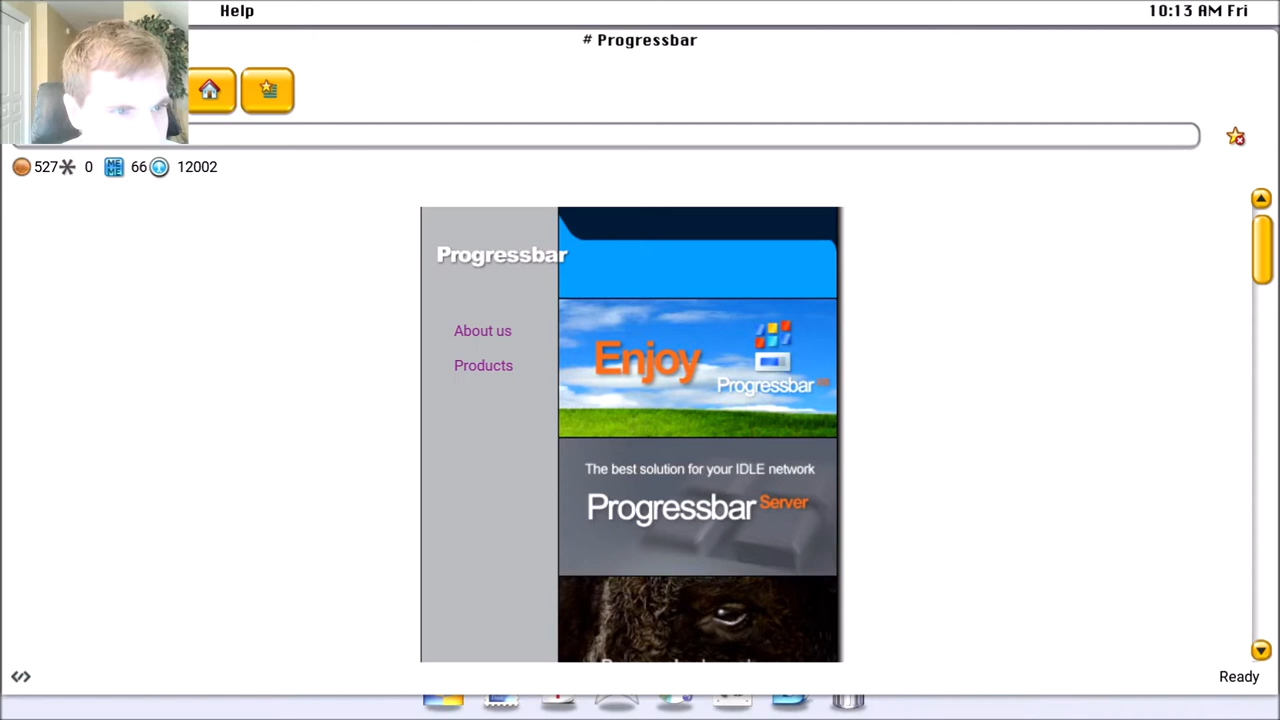 Help
10:13 AM Fri
# Progressbar
527 0 MEME 66 12002
Progressbar
About us
Products
Enjoy
Progressbar
The best solution for your IDLE network
Progressbar Server
Ready